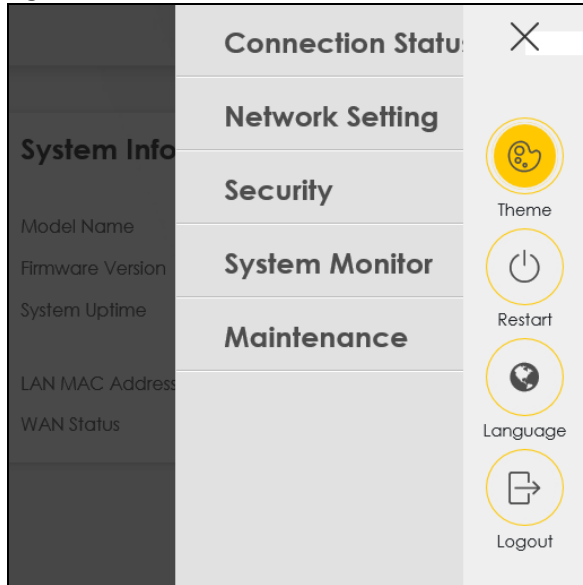 Connection Statu
Network Setting
Security
System Monitor
Maintenance
Theme
Restart
Language
Logout
System Info
Model Name
Firmware Version
System Uptime
LAN MAC Address
WAN Status